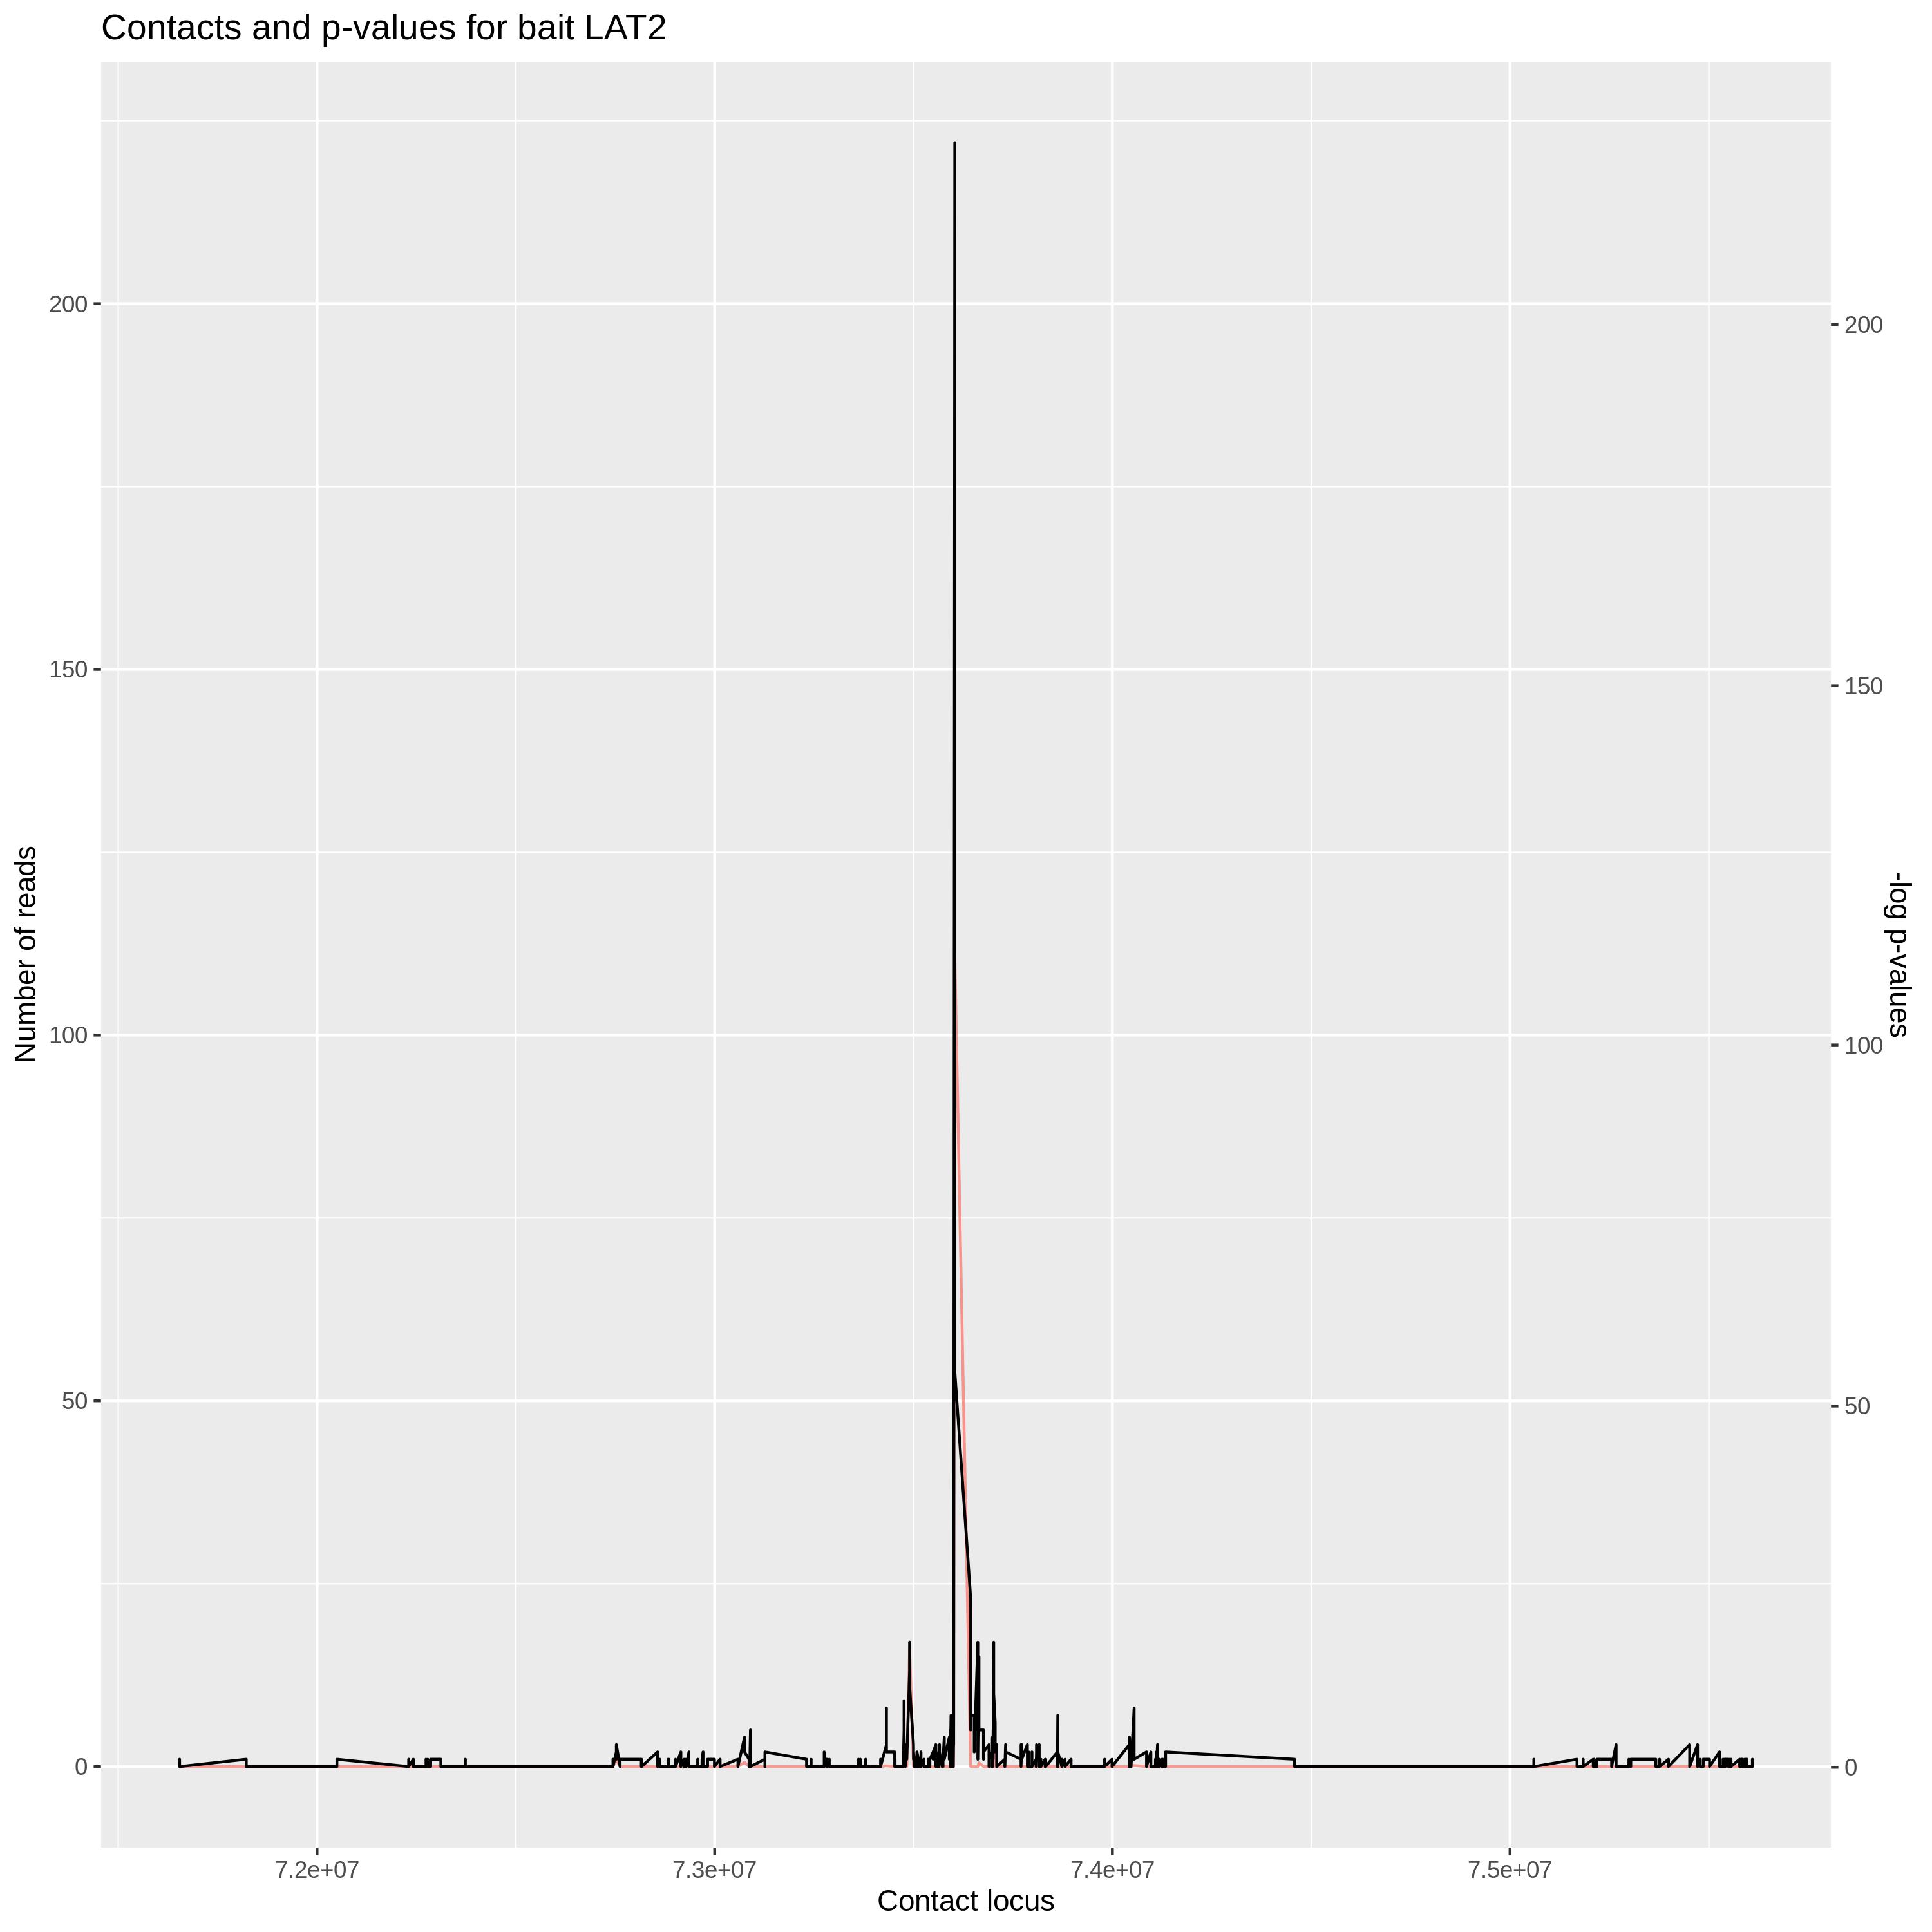 Contacts and p-values for bait LAT2
Number of reads
200
150
100
50
0
200
150
100
50
0
-log p-values
7.2e+07 7.3e+07 7.4e+07 7.5e+07
Contact locus